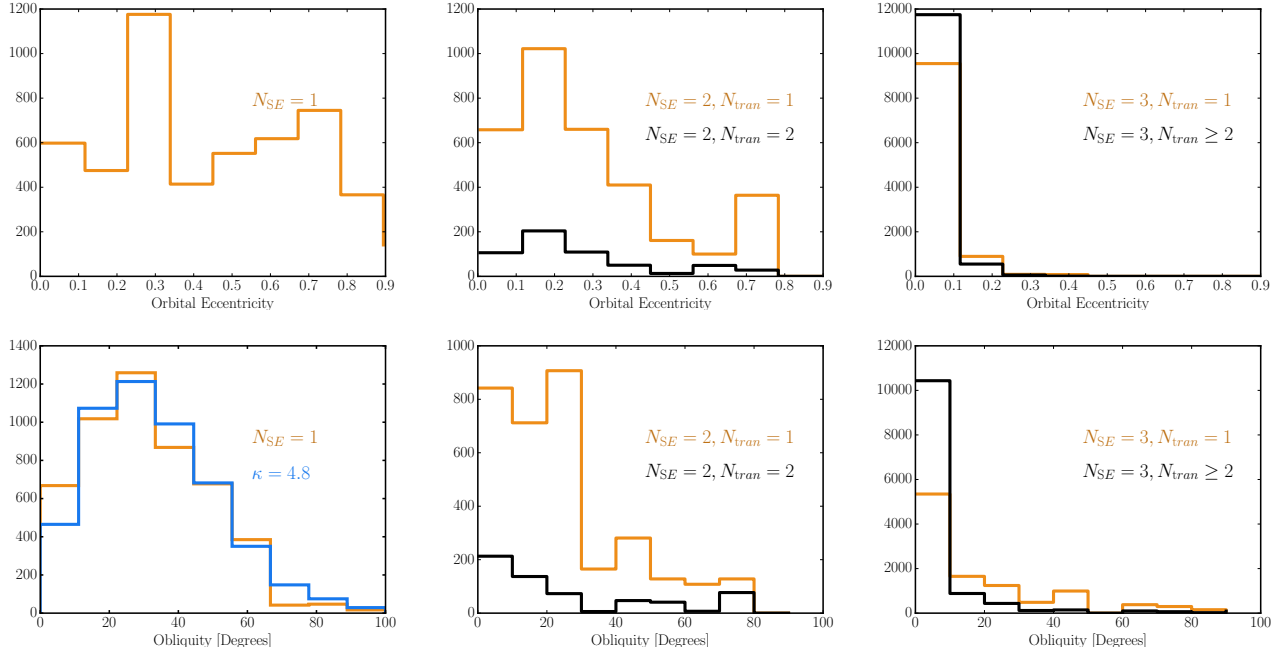 1200
1000
800
600
400
200
0
N_SE = 1
0.0 0.1 0.2 0.3 0.4 0.5 0.6 0.7 0.8 0.9
Orbital Eccentricity
1200
1000
800
600
400
200
0
N_SE = 2, N_tran = 1
N_SE = 2, N_tran = 2
0.0 0.1 0.2 0.3 0.4 0.5 0.6 0.7 0.8 0.9
Orbital Eccentricity
12000
10000
8000
6000
4000
2000
0
N_SE = 3, N_tran = 1
N_SE = 3, N_tran ≥ 2
0.0 0.1 0.2 0.3 0.4 0.5 0.6 0.7 0.8 0.9
Orbital Eccentricity
1400
1200
1000
800
600
400
200
0
N_SE = 1
κ = 4.8
0 20 40 60 80 100
Obliquity [Degrees]
1000
800
600
400
200
0
N_SE = 2, N_tran = 1
N_SE = 2, N_tran = 2
0 20 40 60 80 100
Obliquity [Degrees]
12000
10000
8000
6000
4000
2000
0
N_SE = 3, N_tran = 1
N_SE = 3, N_tran ≥ 2
0 20 40 60 80 100
Obliquity [Degrees]